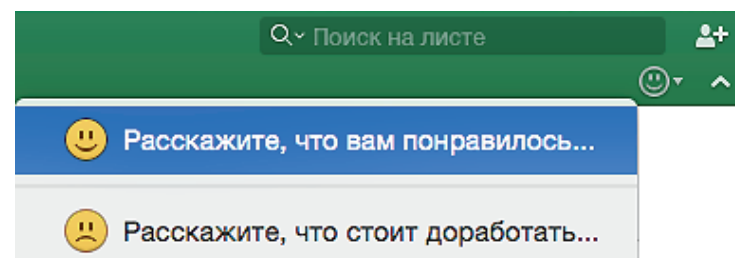 Поиск на листе
Расскажите, что вам понравилось...
Расскажите, что стоит доработать...